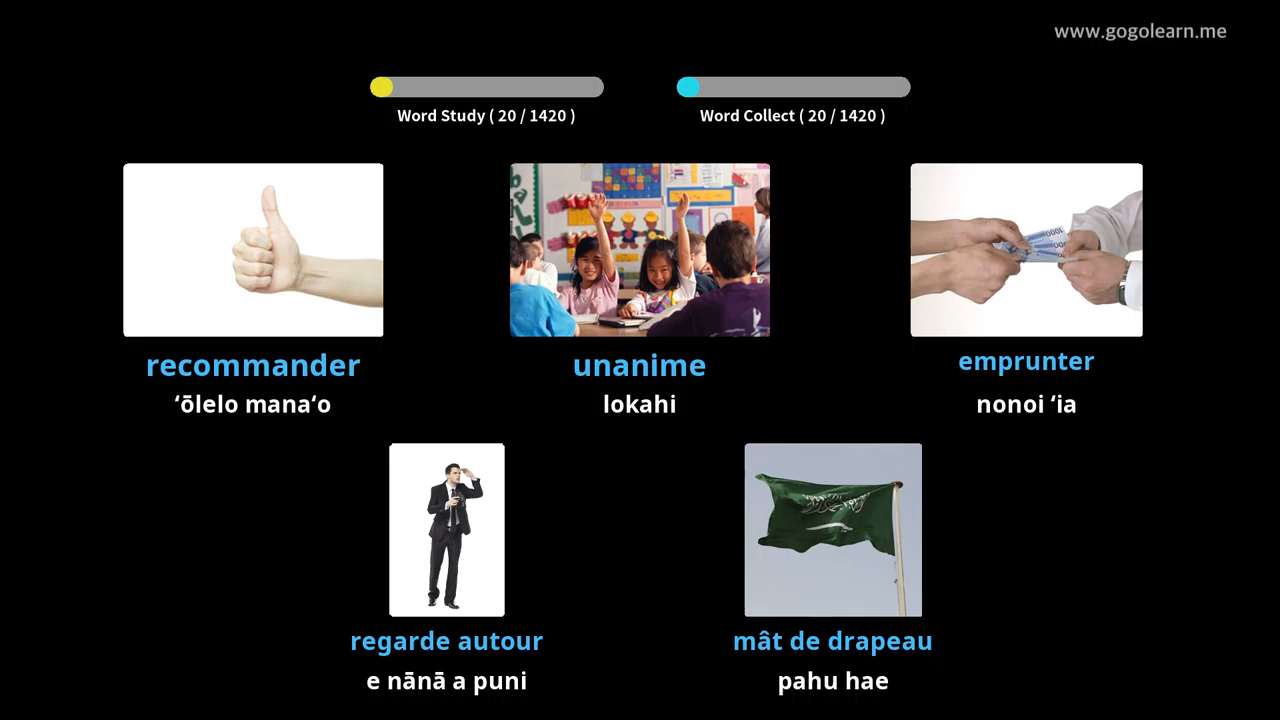 www.gogolearn.me
Word Study ( 20 / 1420 )
Word Collect ( 20 / 1420 )
recommander
ʻōlelo manaʻo
unanime
lokahi
emprunter
nonoi ʻia
regarde autour
e nānā a puni
mât de drapeau
pahu hae